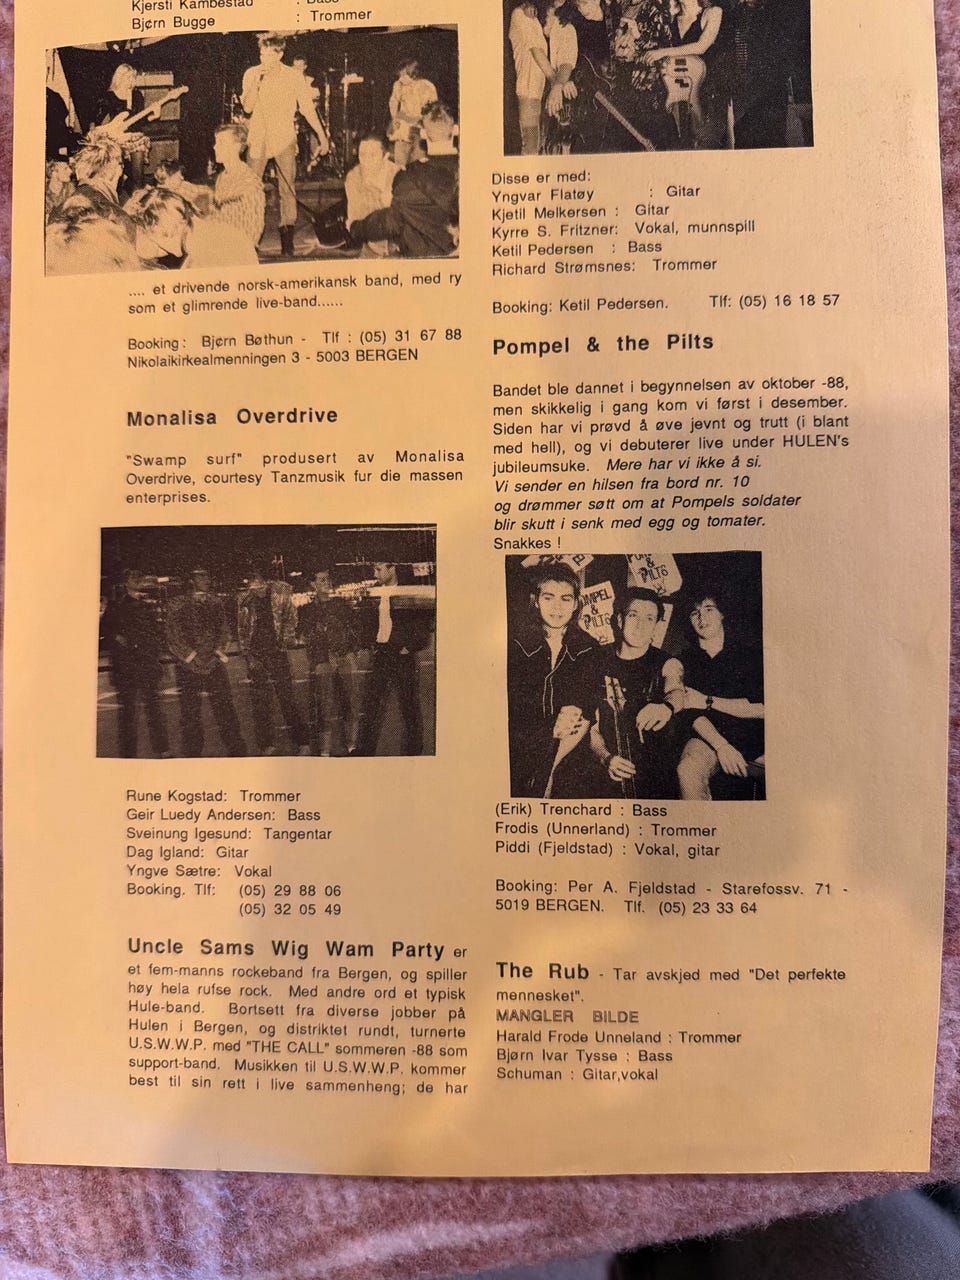 Kjersti Kambestad : Bass
Bjørn Bugge : Trommer
.... et drivende norsk-amerikansk band, med ry
som et glimrende live-band......
Booking: Bjørn Bøthun - Tlf : (05) 31 67 88
Nikolaikirkealmenningen 3 - 5003 BERGEN
Monalisa Overdrive
"Swamp surf" produsert av Monalisa
Overdrive, courtesy Tanzmusik fur die massen
enterprises.
Rune Kogstad: Trommer
Geir Luedy Andersen: Bass
Sveinung Igesund: Tangentar
Dag Igland: Gitar
Yngve Sætre: Vokal
Booking. Tlf: (05) 29 88 06
(05) 32 05 49
Uncle Sams Wig Wam Party er
et fem-manns rockeband fra Bergen, og spiller
høy hela rufse rock. Med andre ord et typisk
Hule-band. Bortsett fra diverse jobber på
Hulen i Bergen, og distriktet rundt, turnerte
U.S.W.W.P. med "THE CALL" sommeren -88 som
support-band. Musikken til U.S.W.W.P. kommer
best til sin rett i live sammenheng; de har
Disse er med:
Yngvar Flatøy : Gitar
Kjetil Melkersen : Gitar
Kyrre S. Fritzner: Vokal, munnspill
Ketil Pedersen : Bass
Richard Strømsnes: Trommer
Booking: Ketil Pedersen. Tlf: (05) 16 18 57
Pompel & the Pilts
Bandet ble dannet i begynnelsen av oktober -88,
men skikkelig i gang kom vi først i desember.
Siden har vi prøvd å øve jevnt og trutt (i blant
med hell), og vi debuterer live under HULEN's
jubileumsuke. Mere har vi ikke å si.
Vi sender en hilsen fra bord nr. 10
og drømmer søtt om at Pompels soldater
blir skutt i senk med egg og tomater.
Snakkes !
PILTS
&
PILTS
(Erik) Trenchard : Bass
Frodis (Unnerland) : Trommer
Piddi (Fjeldstad) : Vokal, gitar
Booking: Per A. Fjeldstad - Starefossv. 71 -
5019 BERGEN. Tlf. (05) 23 33 64
The Rub - Tar avskjed med "Det perfekte
mennesket".
MANGLER BILDE
Harald Frode Unneland : Trommer
Bjørn Ivar Tysse : Bass
Schuman : Gitar,vokal